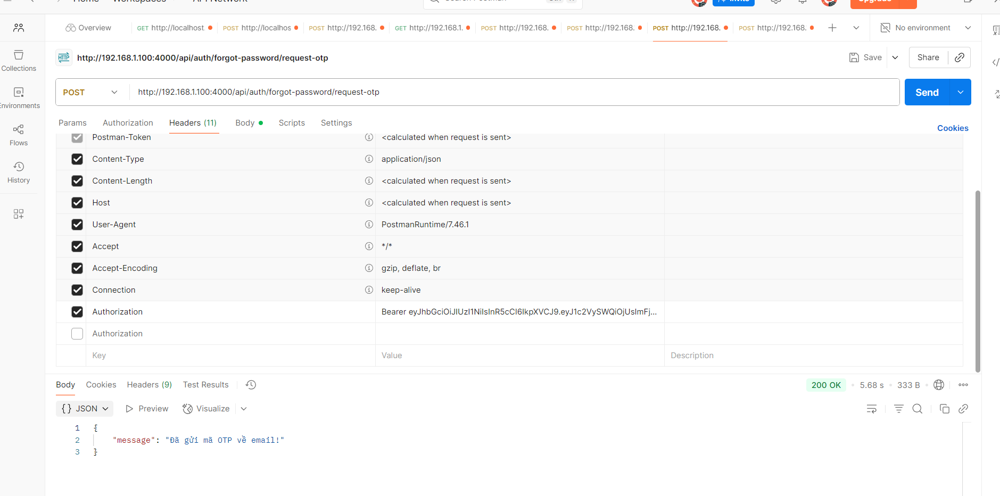 Home Workspaces API Network Search Postman Ctrl K Invite Upgrade
Overview GET http://localhost. POST http://localhos POST http://192.168. GET http://192.168.1. POST http://192.168. POST http://192.168. POST http://192.168. POST http://192.168. No environment
HTTP http://192.168.1.100:4000/api/auth/forgot-password/request-otp Save Share
Collections
POST http://192.168.1.100:4000/api/auth/forgot-password/request-otp Send
Environments
Params Authorization Headers (11) Body Scripts Settings Cookies
Flows
History
Postman-Token <calculated when request is sent>
Content-Type application/json
Content-Length <calculated when request is sent>
Host <calculated when request is sent>
User-Agent PostmanRuntime/7.46.1
Accept */*
Accept-Encoding gzip, deflate, br
Connection keep-alive
Authorization Bearer eyJhbGciOiJIUzI1NiIsInR5cCI6IkpXVCJ9.eyJ1c2VySWQiOjUsImFj...
Authorization
Key Value Description
Body Cookies Headers (9) Test Results 200 OK 5.68 s 333 B
{} JSON Preview Visualize
1 {
2 "message": "Đã gửi mã OTP về email!"
3 }